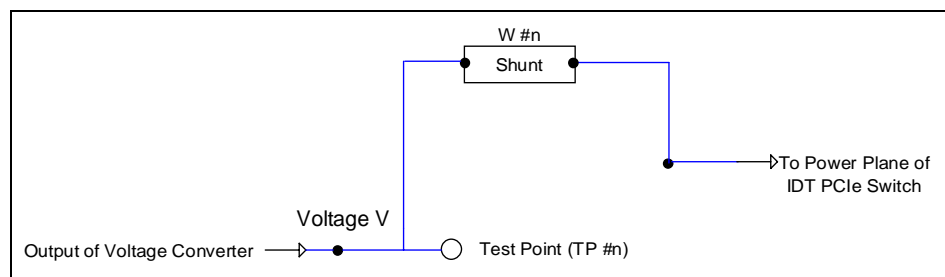 W #n
Shunt
To Power Plane of
IDT PCIe Switch
Voltage V
Output of Voltage Converter
Test Point (TP #n)